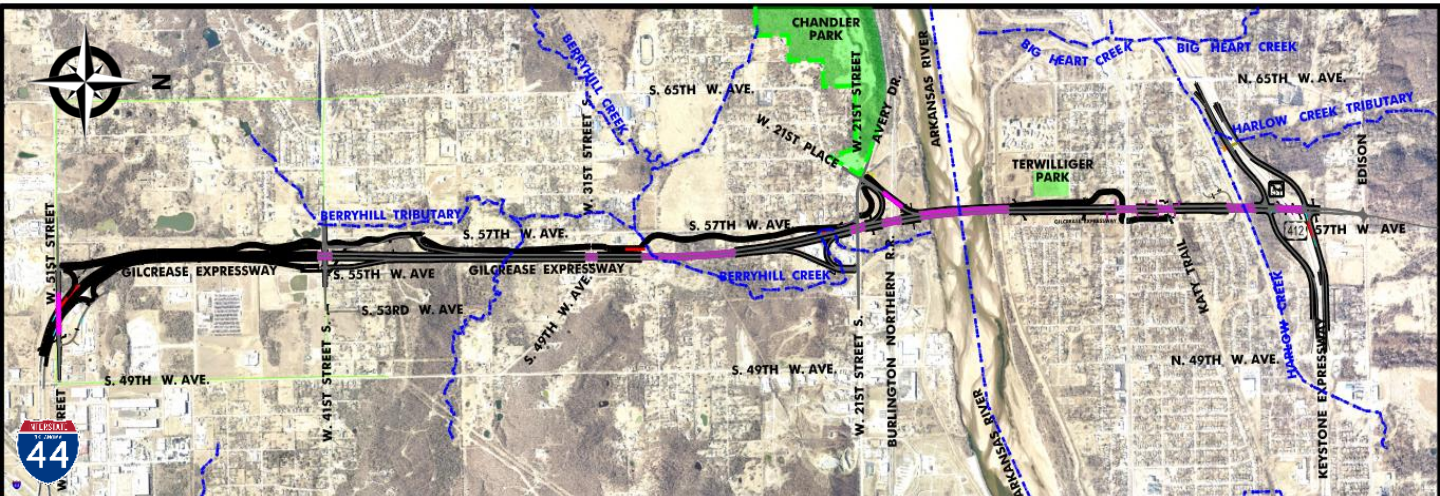 CHANDLER
PARK
BERRYHILL CREEK
BIG HEART CREEK
BIG HEART CREEK
N
S. 65TH W. AVE.
N. 65TH W. AVE.
W. 21ST STREET
AVERY DR.
ARKANSAS RIVER
HARLOW CREEK TRIBUTARY
W. 31ST STREET S.
W. 21ST PLACE
TERWILLIGER
PARK
EDISON
BERRYHILL TRIBUTARY
S. 57TH W. AVE.
S. 57TH W. AVE.
GILCREASE EXPRESSWAY
412
57TH W AVE
W. 51ST STREET
GILCREASE EXPRESSWAY
S. 55TH W. AVE
GILCREASE EXPRESSWAY
BERRYHILL CREEK
KATY TRAIL
HARLOW CREEK
S. 53RD W. AVE
S. 49TH W. AVE.
S. 49TH W. AVE.
S. 49TH W. AVE.
N. 49TH W. AVE.
W. 41ST STREET S.
W. 21ST STREET S.
BURLINGTON NORTHERN R.R.
ARKANSAS RIVER
KEYSTONE EXPRESSWAY
INTERSTATE
OKLAHOMA
44